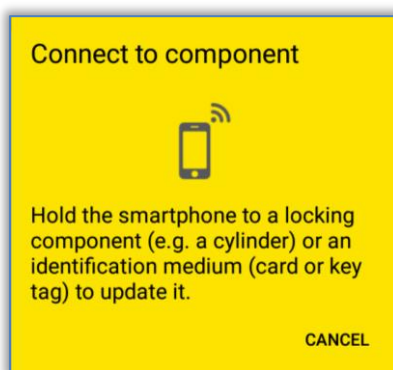 Connect to component
Hold the smartphone to a locking
component (e.g. a cylinder) or an
identification medium (card or key
tag) to update it.
CANCEL